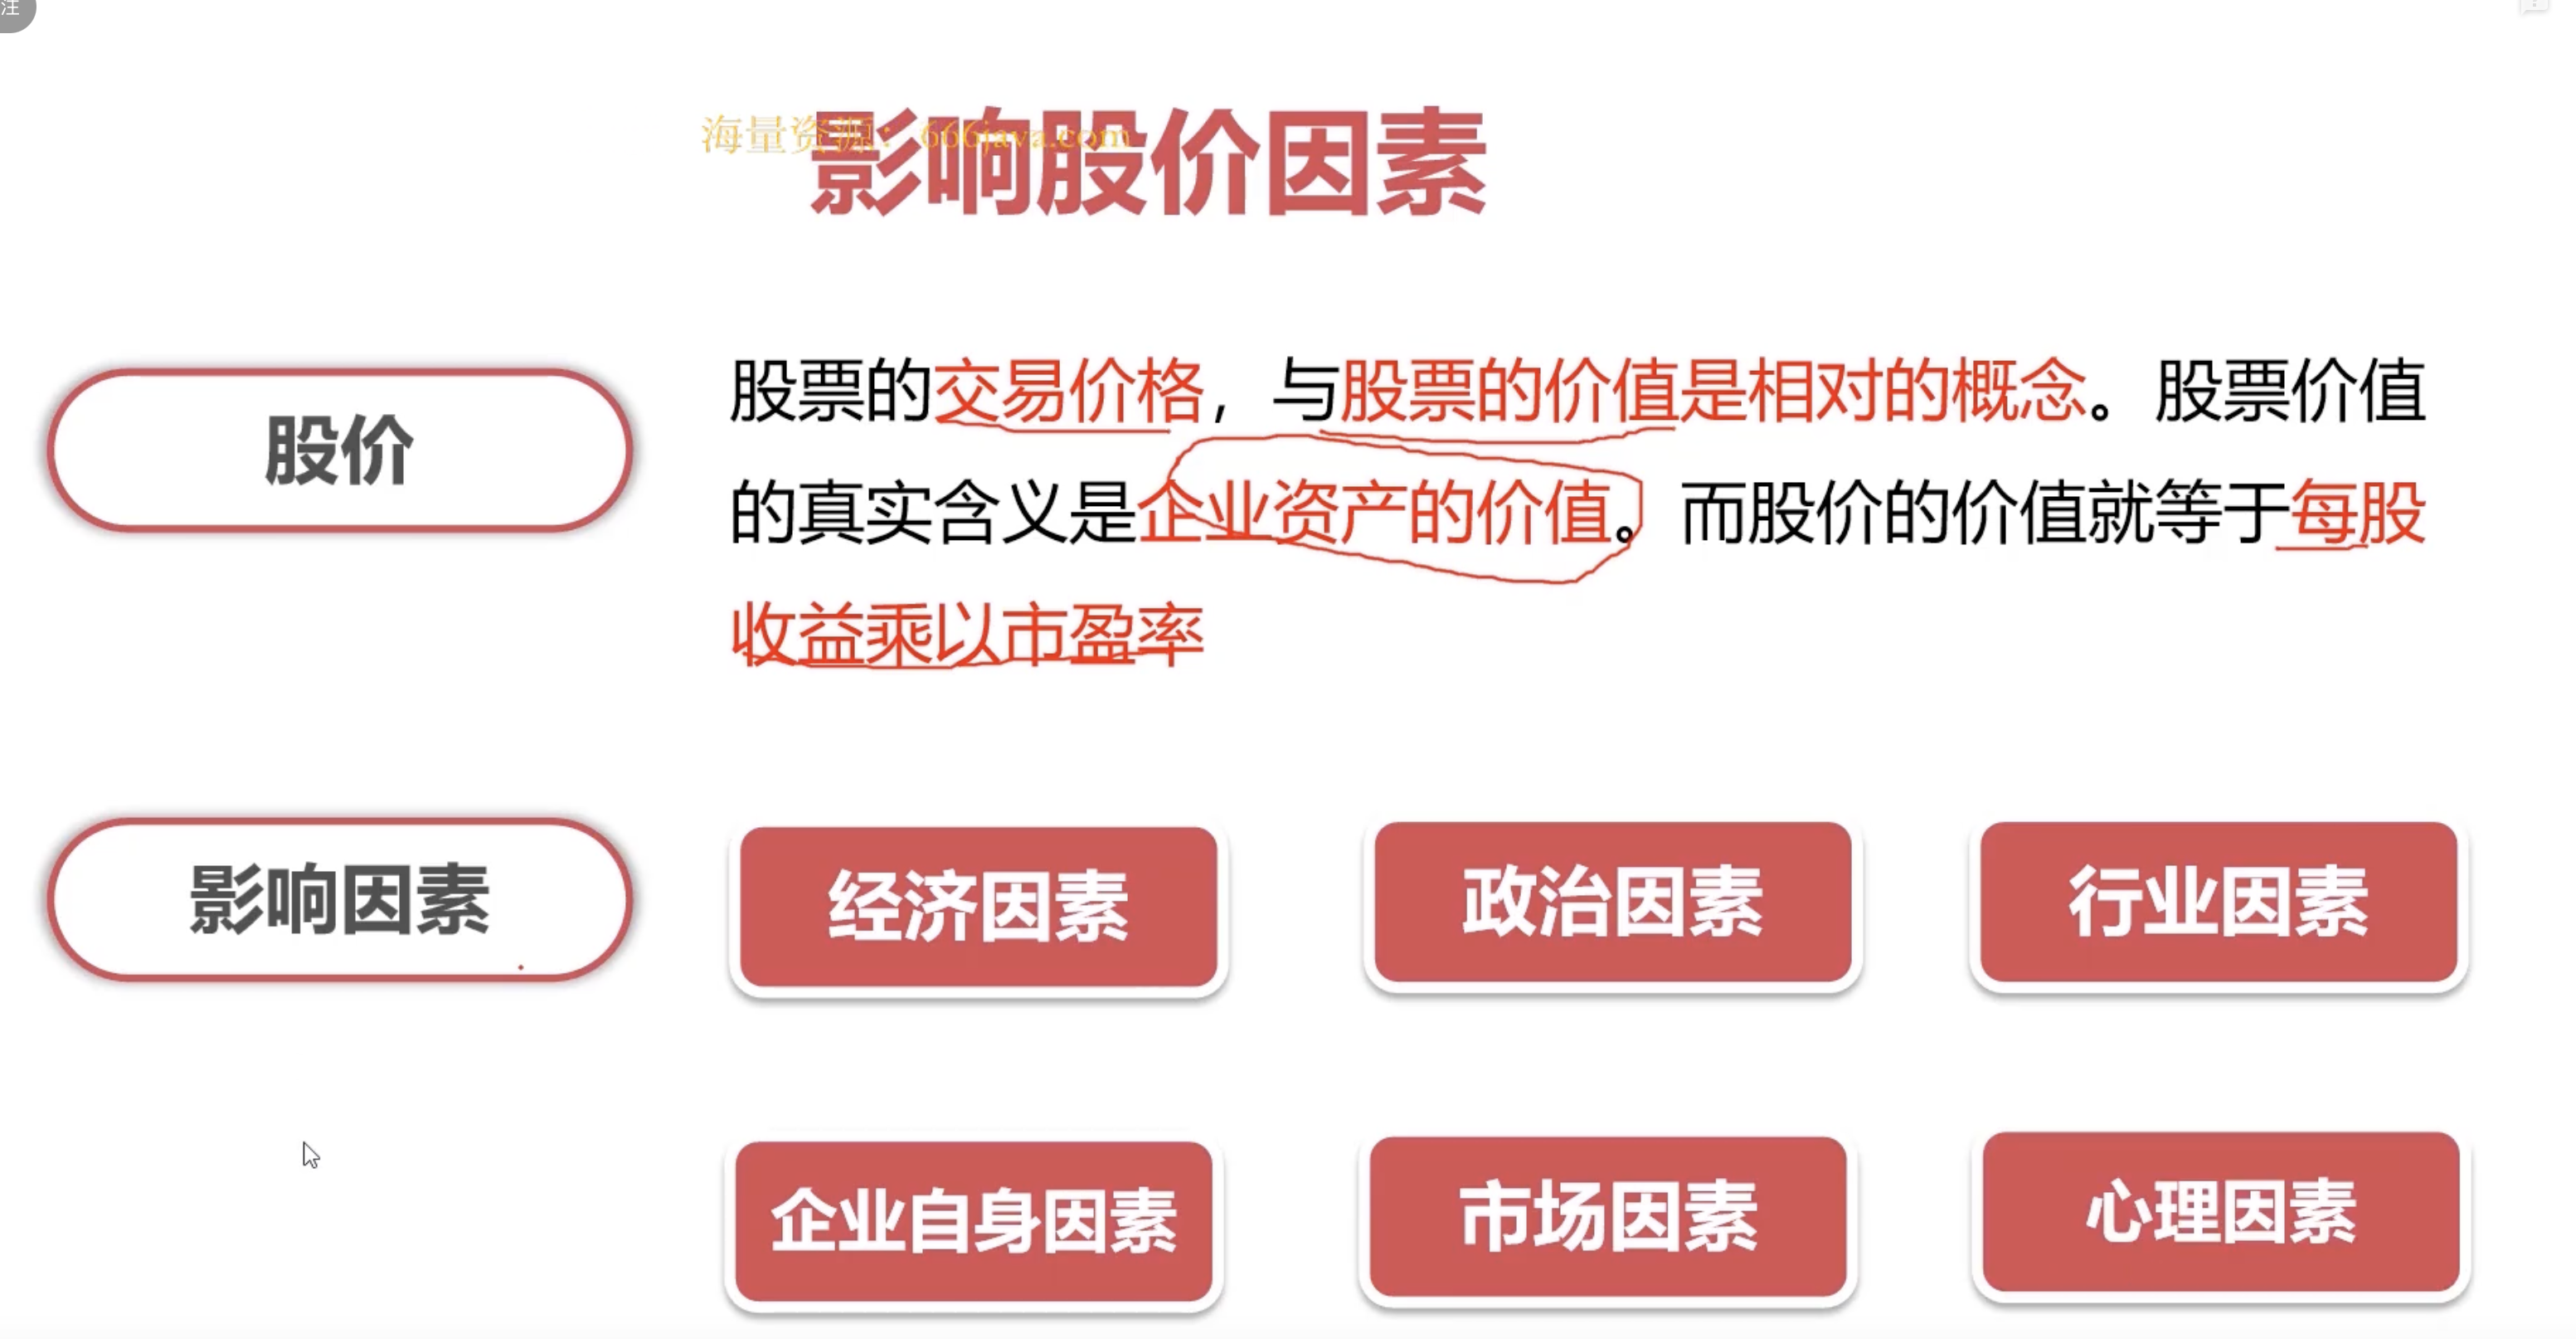 注
海量资源：666java.com
影响股价因素
股价
股票的交易价格，与股票的价值是相对的概念。股票价值
的真实含义是企业资产的价值。而股价的价值就等于每股
收益乘以市盈率
影响因素
经济因素
政治因素
行业因素
企业自身因素
市场因素
心理因素